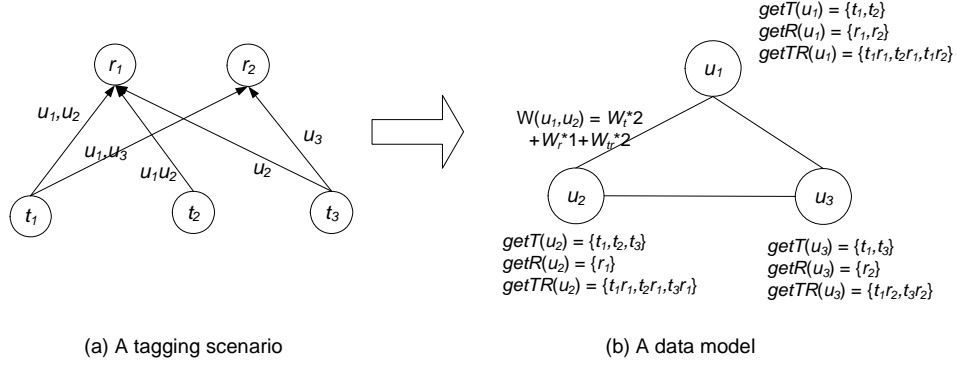 r1
r2
u1,u2
u1,u3
u1u2
u2
u3
t1
t2
t3
(a) A tagging scenario
getT(u1) = {t1,t2}
getR(u1) = {r1,r2}
getTR(u1) = {t1r1,t2r1,t1r2}
u1
W(u1,u2) = Wt*2
+Wr*1+Wtr*2
u2
u3
getT(u2) = {t1,t2,t3}
getR(u2) = {r1}
getTR(u2) = {t1r1,t2r1,t3r1}
getT(u3) = {t1,t3}
getR(u3) = {r2}
getTR(u3) = {t1r2,t3r2}
(b) A data model